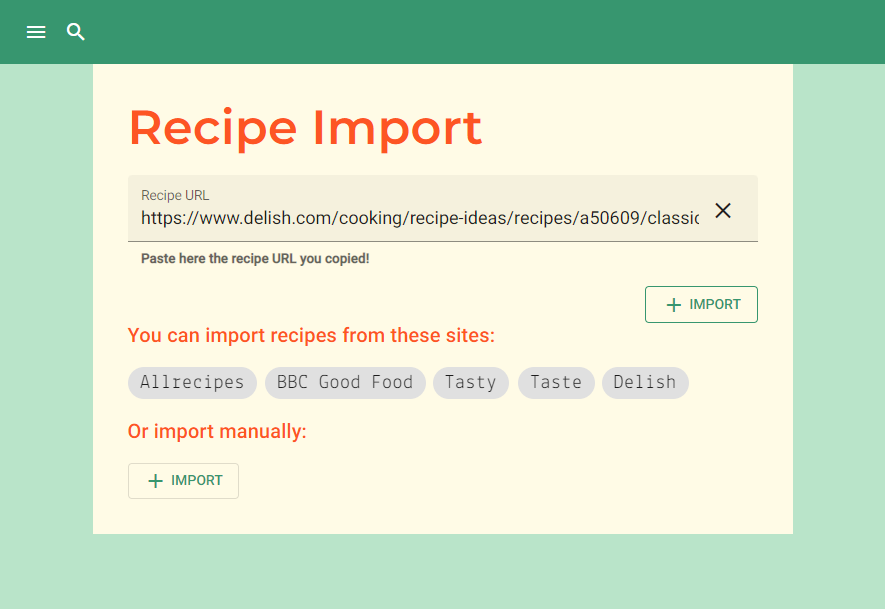 Recipe Import
Recipe URL
https://www.delish.com/cooking/recipe-ideas/recipes/a50609/classic
Paste here the recipe URL you copied!
IMPORT
You can import recipes from these sites:
Allrecipes BBC Good Food Tasty Taste Delish
Or import manually:
IMPORT